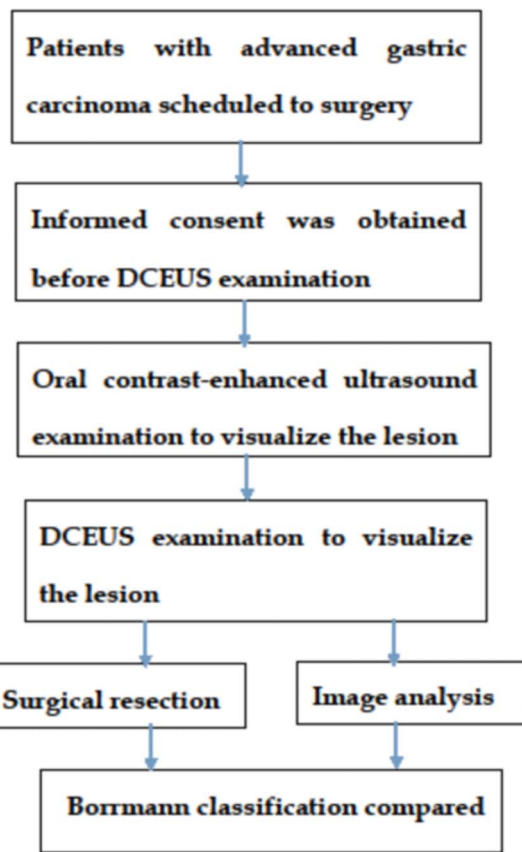 Patients with advanced gastric
carcinoma scheduled to surgery
Informed consent was obtained
before DCEUS examination
Oral contrast-enhanced ultrasound
examination to visualize the lesion
DCEUS examination to visualize
the lesion
Surgical resection
Image analysis
Borrmann classification compared